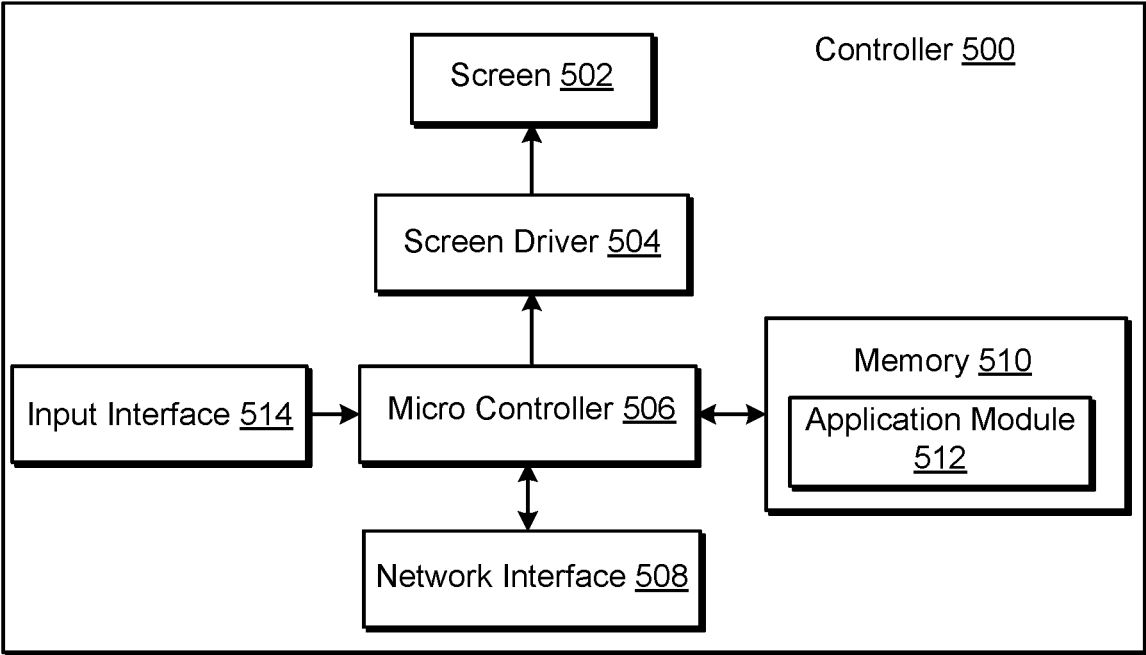 Controller 500
Screen 502
Screen Driver 504
Memory 510
Input Interface 514
Micro Controller 506
Application Module
512
Network Interface 508